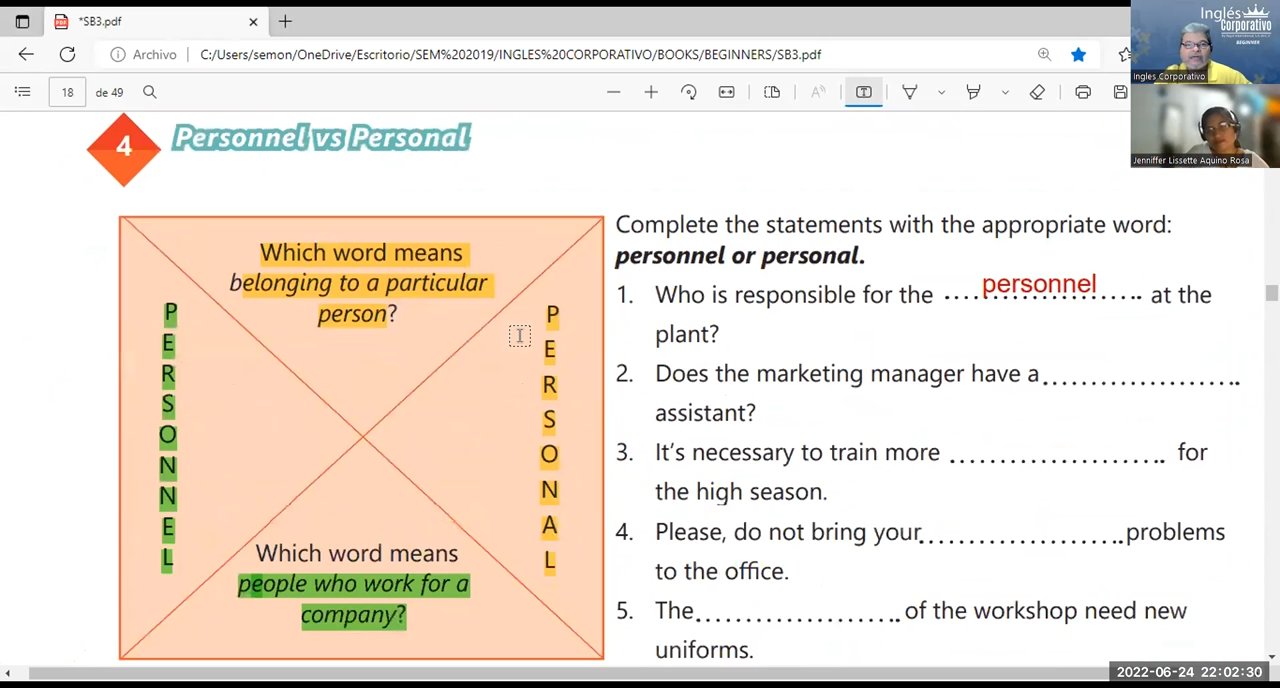 *SB3.pdf
Archivo
C:/Users/semon/OneDrive/Escritorio/SEM%202019/INGLES%20CORPORATIVO/BOOKS/BEGINNERS/SB3.pdf
18 de 49
Inglés
Corporativo
BEGINNER
Ingles Corporativo
Jenniffer Lissette Aquino Rosa
4 Personnel vs Personal
Which word means
belonging to a particular
person?
PERSONNEL
PERSONAL
Which word means
people who work for a
company?
Complete the statements with the appropriate word:
personnel or personal.
1. Who is responsible for the personnel at the
plant?
2. Does the marketing manager have a....................
assistant?
3. It's necessary to train more .................... for
the high season.
4. Please, do not bring your....................problems
to the office.
5. The....................of the workshop need new
uniforms.
2022-06-24 22:02:30